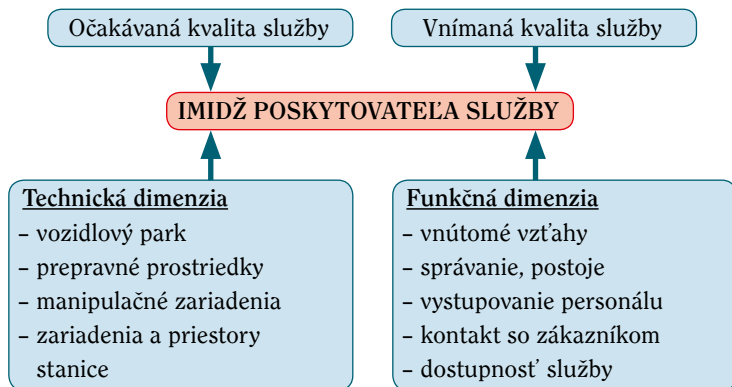 Očakávaná kvalita služby
Vnímaná kvalita služby
IMIDŽ POSKYTOVATEĽA SLUŽBY
Technická dimenzia
– vozidlový park
– prepravné prostriedky
– manipulačné zariadenia
– zariadenia a priestory
stanice
Funkčná dimenzia
– vnútomé vzťahy
– správanie, postoje
– vystupovanie personálu
– kontakt so zákazníkom
– dostupnosť služby